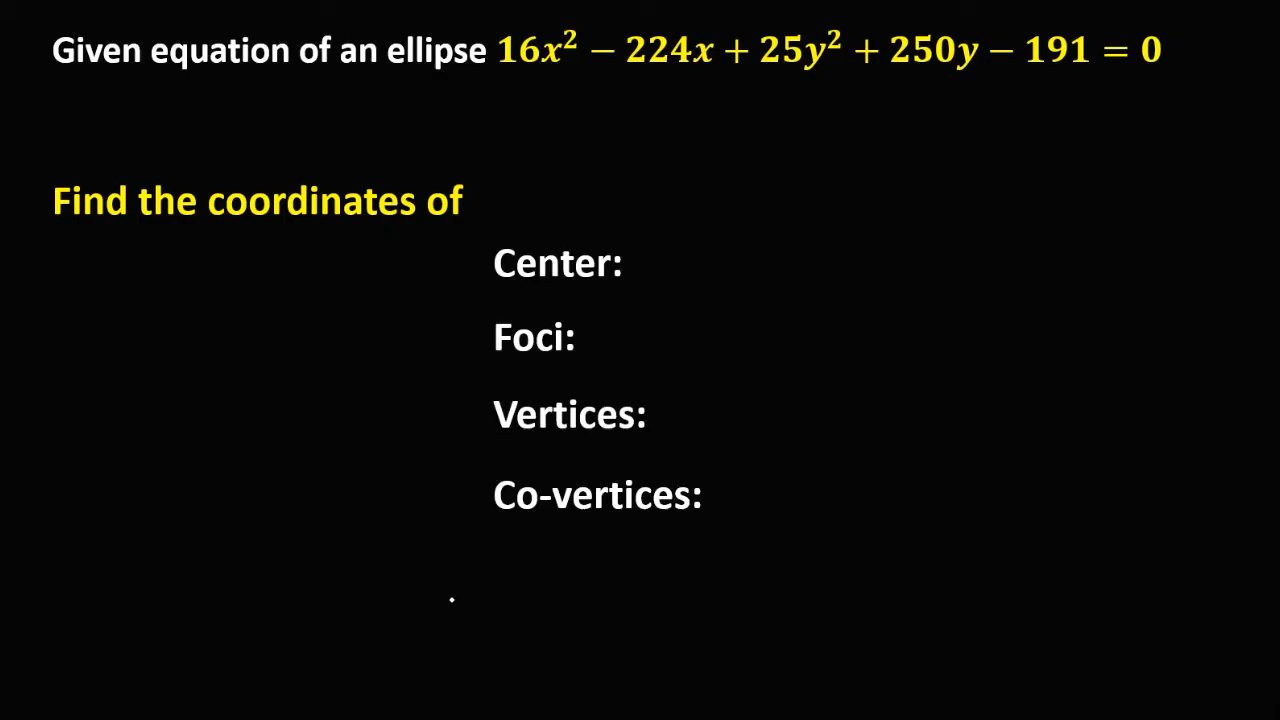 Given equation of an ellipse 16x² − 224x + 25y² + 250y − 191 = 0
Find the coordinates of
Center:
Foci:
Vertices:
Co-vertices: